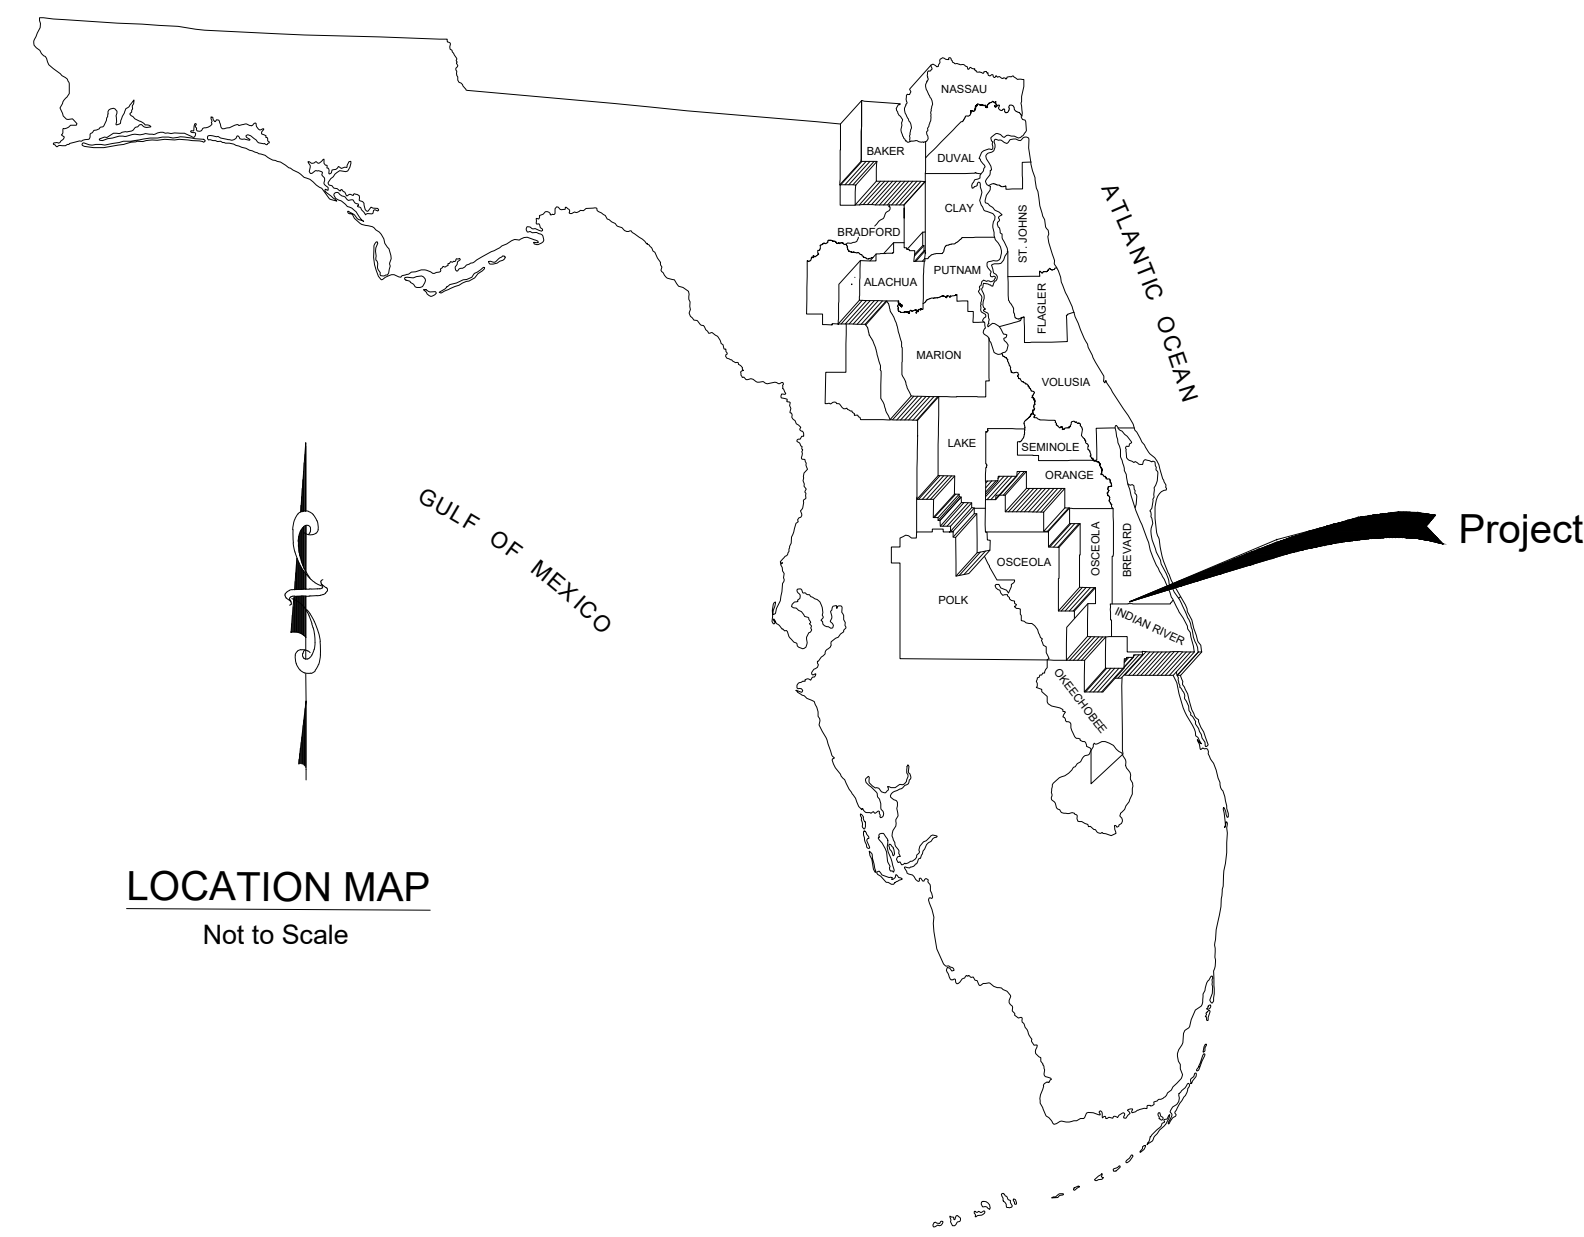 NASSAU
BAKER
DUVAL
CLAY
ST. JOHNS
BRADFORD
PUTNAM
ALACHUA
FLAGLER
MARION
VOLUSIA
LAKE
SEMINOLE
ORANGE
OSCEOLA
OSCEOLA
BREVARD
POLK
INDIAN RIVER
OKEECHOBEE
ATLANTIC OCEAN
GULF OF MEXICO
Project
LOCATION MAP
Not to Scale